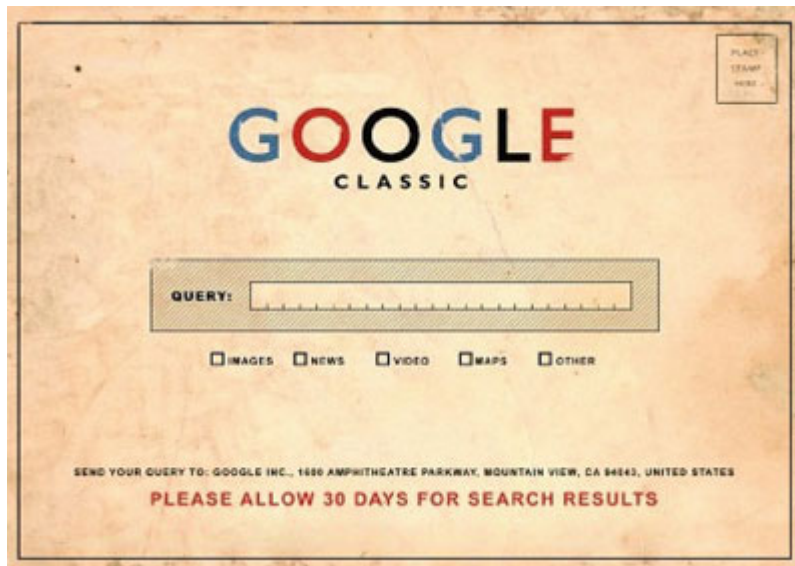 PLACE
STAMP
HERE
GOOGLE
CLASSIC
QUERY:
IMAGES NEWS VIDEO MAPS OTHER
SEND YOUR QUERY TO: GOOGLE INC., 1600 AMPHITHEATRE PARKWAY, MOUNTAIN VIEW, CA 94043, UNITED STATES
PLEASE ALLOW 30 DAYS FOR SEARCH RESULTS